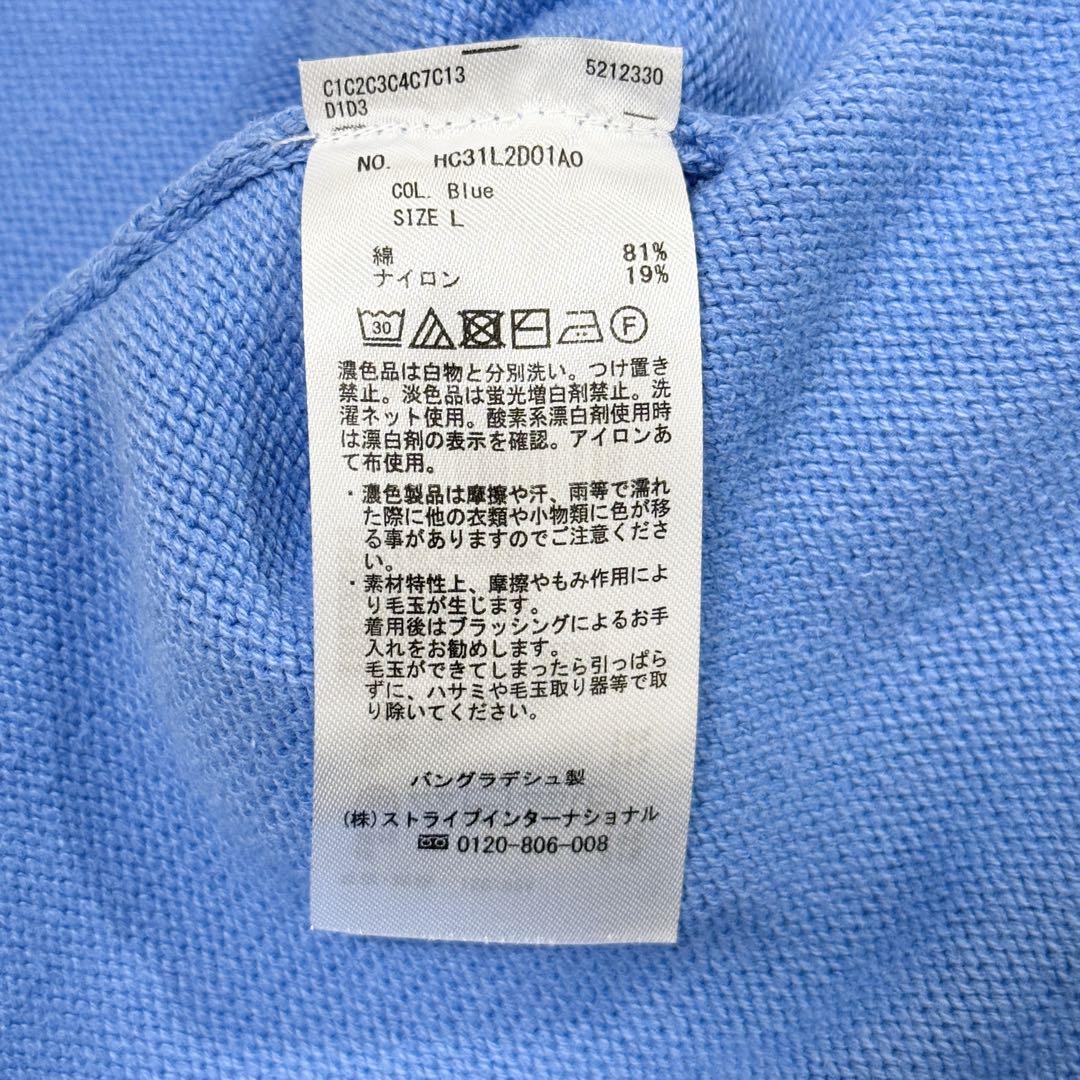 C1C2C3C4C7C13 5212330
D1D3
NO. HC31L2D01A0
COL. Blue
SIZE L
綿 81%
ナイロン 19%
30 F
濃色品は白物と分別洗い。つけ置き
禁止。淡色品は蛍光増白剤禁止。洗
濯ネット使用。酸素系漂白剤使用時
は漂白剤の表示を確認。アイロンあ
て布使用。
・濃色製品は摩擦や汗、雨等で濡れ
た際に他の衣類や小物類に色が移
る事がありますのでご注意くださ
い。
・素材特性上、摩擦やもみ作用によ
り毛玉が生じます。
着用後はブラッシングによるお手
入れをお勧めします。
毛玉ができてしまったら引っぱら
ずに、ハサミや毛玉取り器等で取
り除いてください。
バングラデシュ製
(株)ストライプインターナショナル
0120-806-008